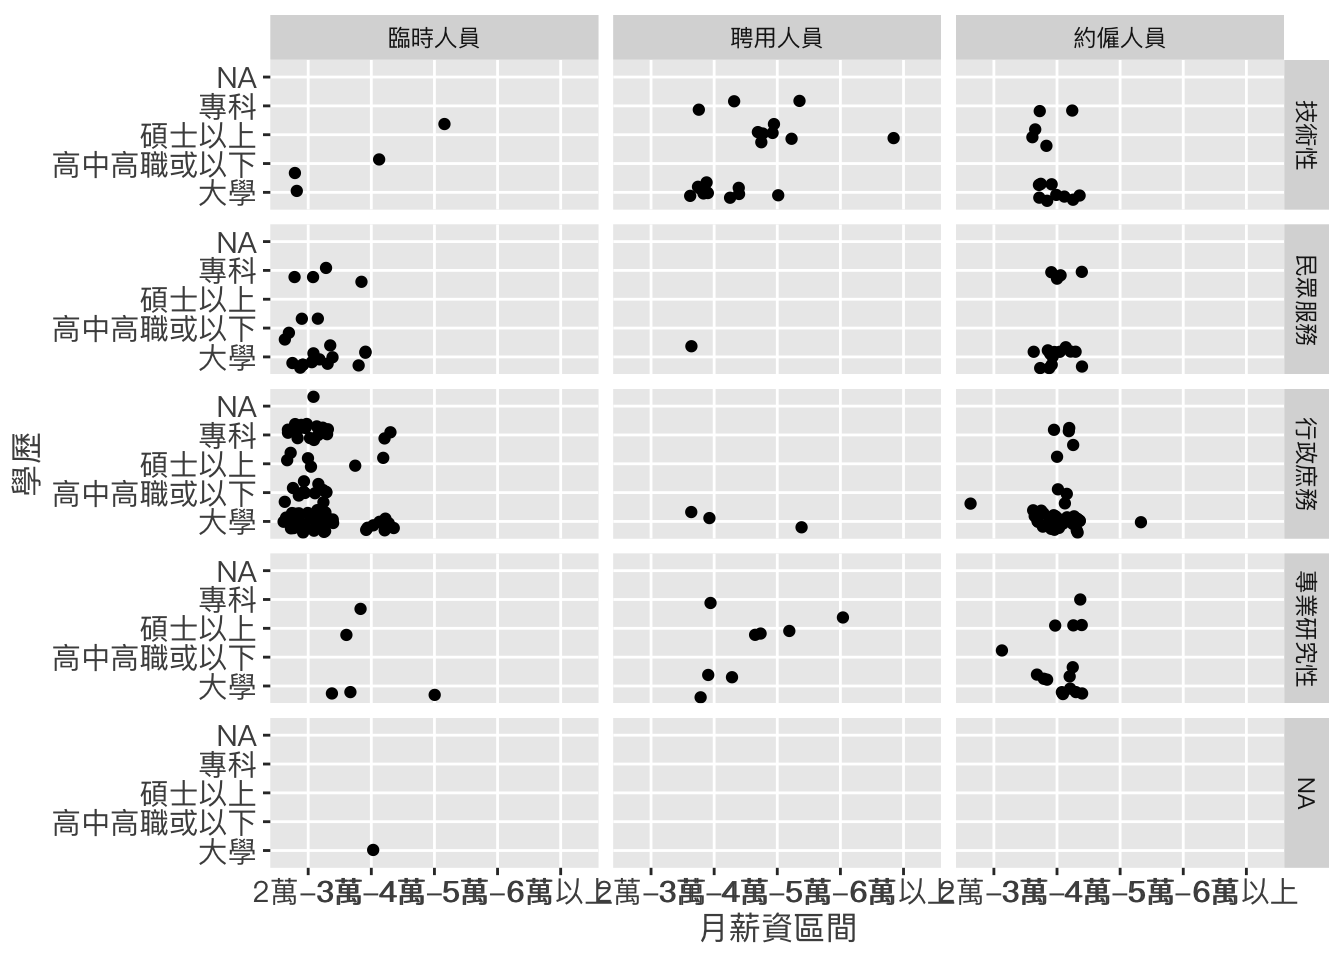 臨時人員 聘用人員 約僱人員
NA
專科
碩士以上
高中高職或以下
大學
技術性
NA
專科
碩士以上
高中高職或以下
大學
民眾服務
NA
專科
碩士以上
高中高職或以下
大學
行政庶務
NA
專科
碩士以上
高中高職或以下
大學
專業研究性
NA
專科
碩士以上
高中高職或以下
大學
NA
學歷
2萬–3萬–4萬–5萬–6萬以上 2萬–3萬–4萬–5萬–6萬以上 2萬–3萬–4萬–5萬–6萬以上
月薪資區間